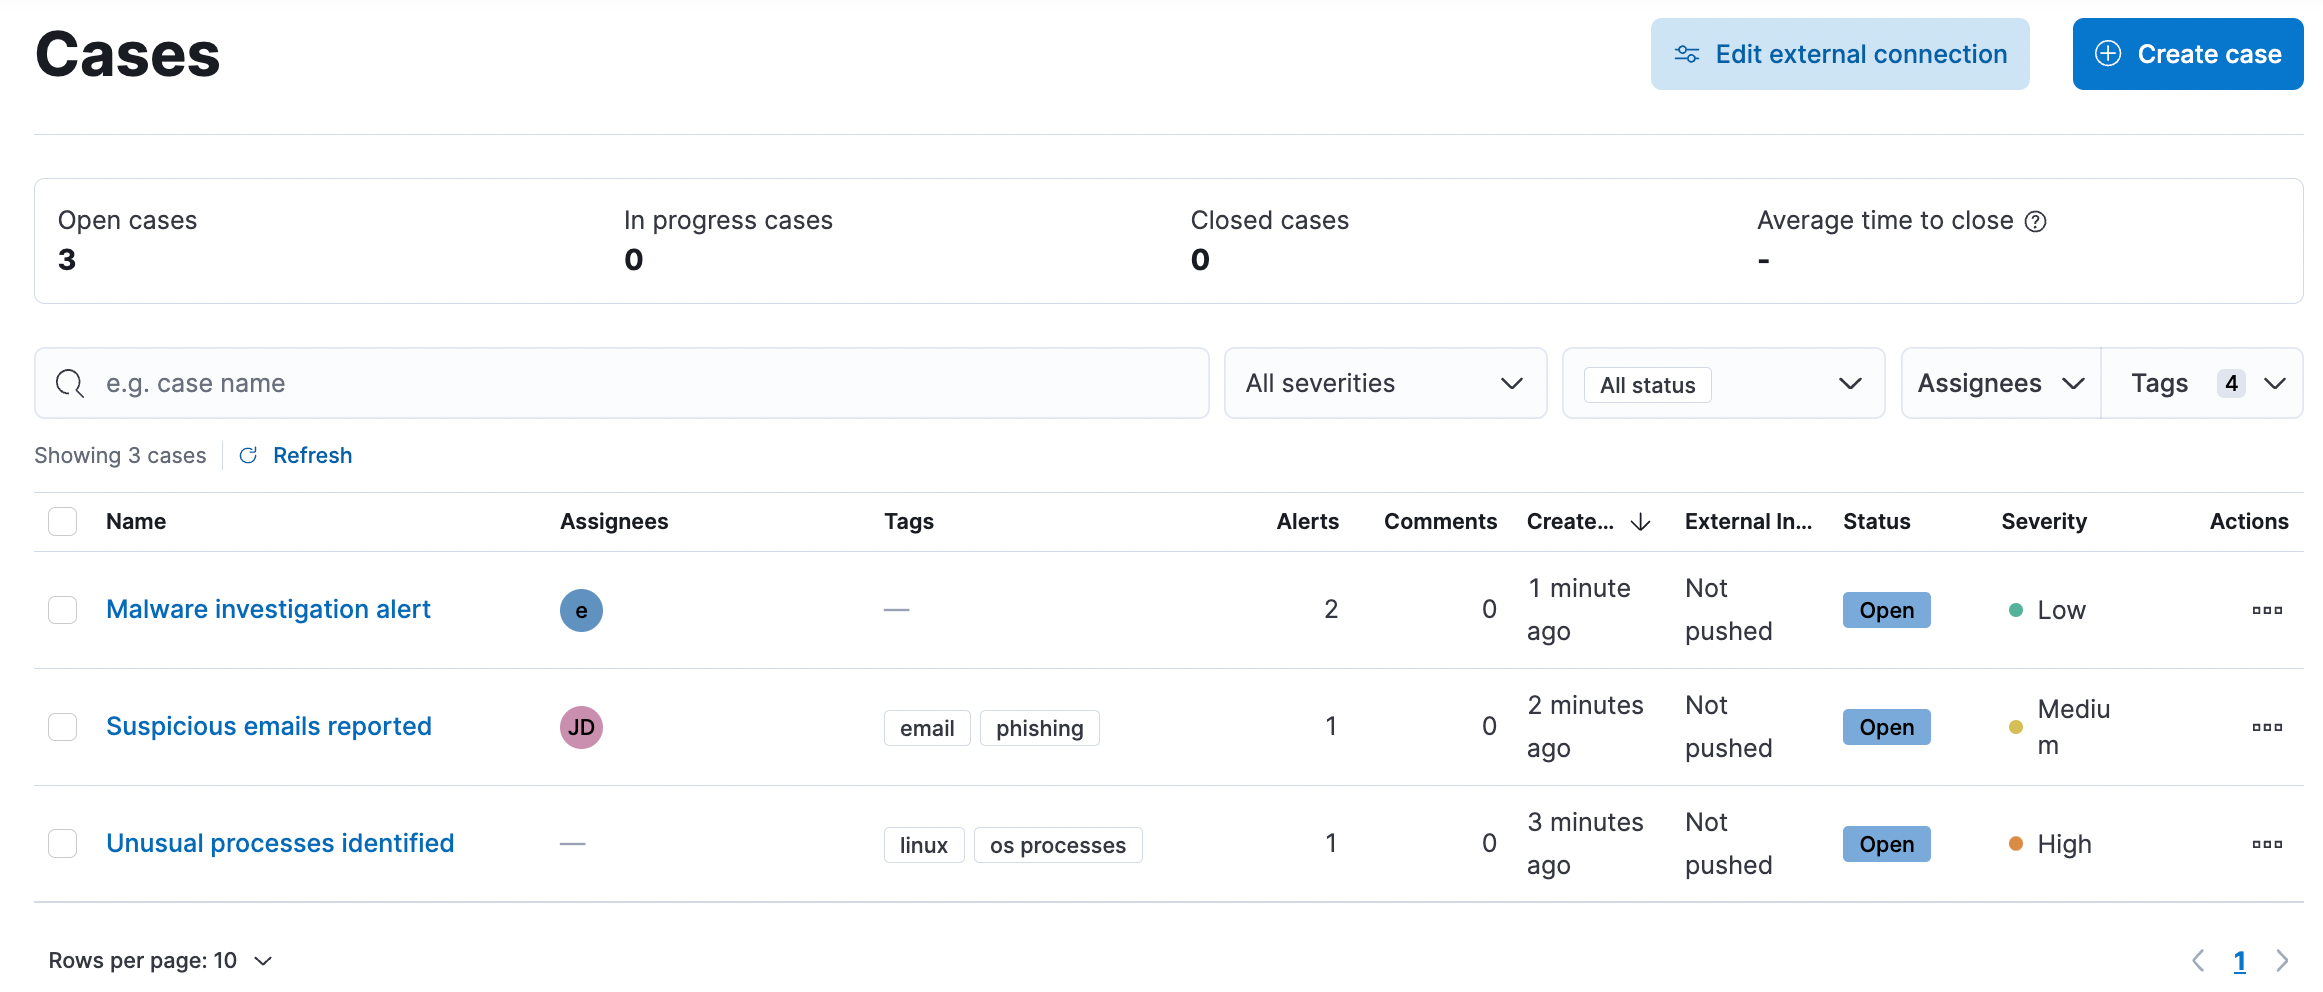 Cases
Edit external connection
Create case
Open cases
3
In progress cases
0
Closed cases
0
Average time to close
-
e.g. case name
All severities
All status
Assignees
Tags 4
Showing 3 cases
Refresh
Name Assignees Tags Alerts Comments Create... External In... Status Severity Actions
Malware investigation alert e — 2 0 1 minute ago Not pushed Open Low
Suspicious emails reported JD email phishing 1 0 2 minutes ago Not pushed Open Medium
Unusual processes identified — linux os processes 1 0 3 minutes ago Not pushed Open High
Rows per page: 10
1